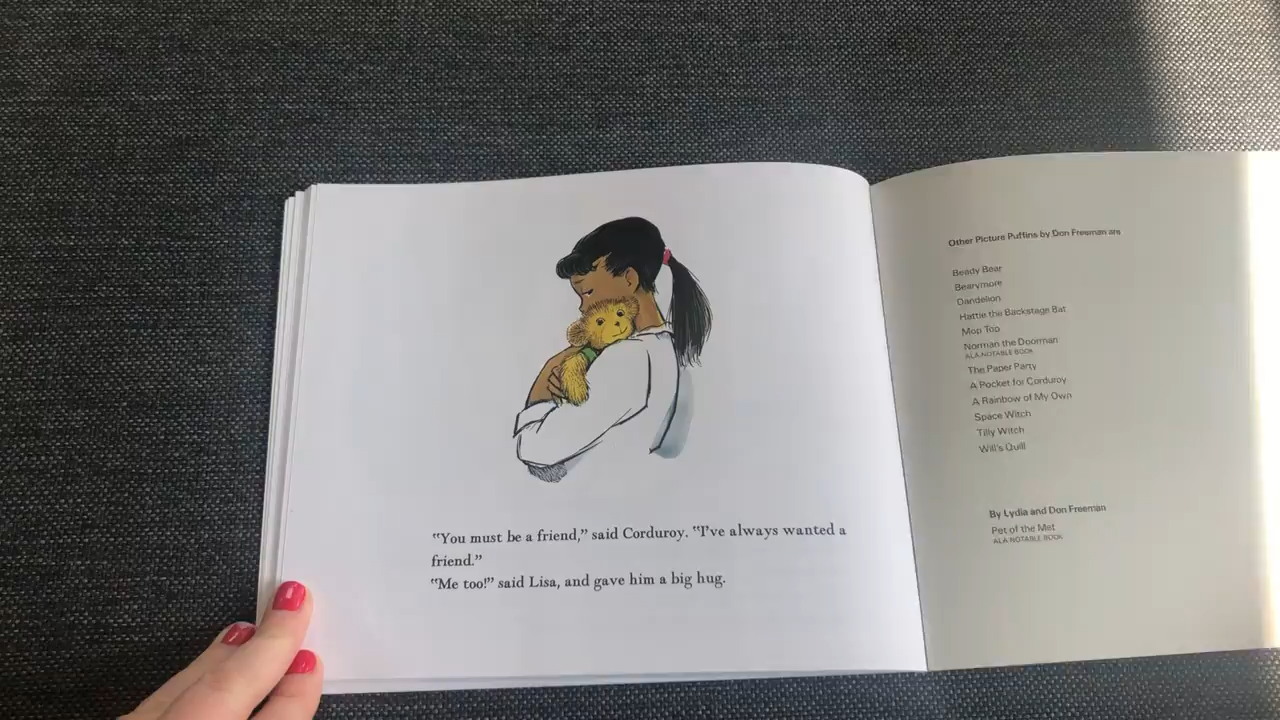 "You must be a friend," said Corduroy. "I've always wanted a
friend."
"Me too!" said Lisa, and gave him a big hug.
Other Picture Puffins by Don Freeman are
Beady Bear
Bearymore
Dandelion
Hattie the Backstage Bat
Mop Top
Norman the Doorman
ALA NOTABLE BOOK
The Paper Party
A Pocket for Corduroy
A Rainbow of My Own
Space Witch
Tilly Witch
Will's Quill
By Lydia and Don Freeman
Pet of the Met
ALA NOTABLE BOOK